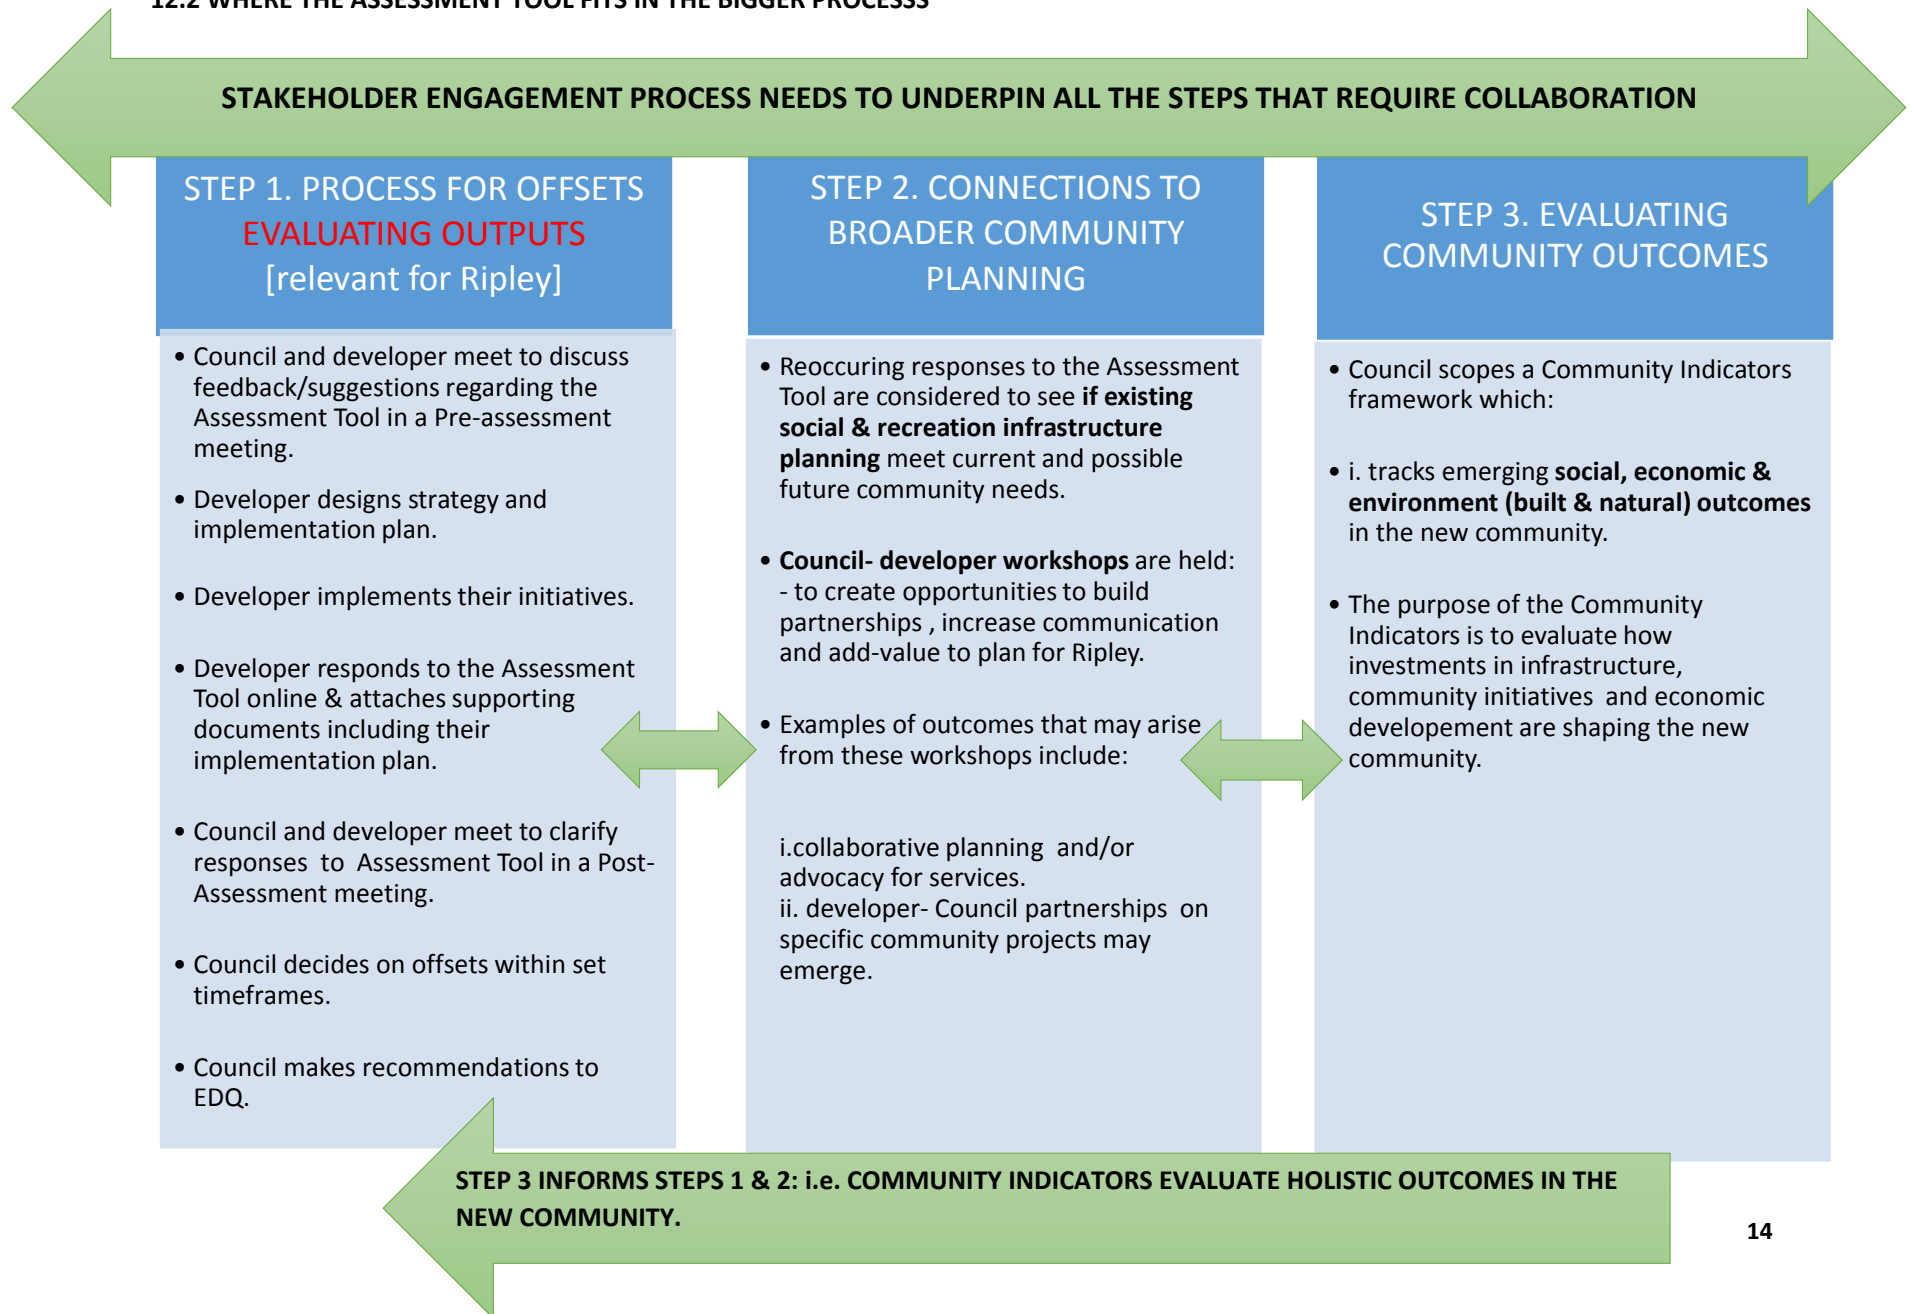 12.2 WHERE THE ASSESSMENT TOOL FITS IN THE BIGGER PROCESSS
STAKEHOLDER ENGAGEMENT PROCESS NEEDS TO UNDERPIN ALL THE STEPS THAT REQUIRE COLLABORATION
STEP 1. PROCESS FOR OFFSETS
EVALUATING OUTPUTS
[relevant for Ripley]
• Council and developer meet to discuss
feedback/suggestions regarding the
Assessment Tool in a Pre-assessment
meeting.
• Developer designs strategy and
implementation plan.
• Developer implements their initiatives.
• Developer responds to the Assessment
Tool online & attaches supporting
documents including their
implementation plan.
• Council and developer meet to clarify
responses to Assessment Tool in a Post-
Assessment meeting.
• Council decides on offsets within set
timeframes.
• Council makes recommendations to
EDQ.
STEP 2. CONNECTIONS TO
BROADER COMMUNITY
PLANNING
• Reoccuring responses to the Assessment
Tool are considered to see if existing
social & recreation infrastructure
planning meet current and possible
future community needs.
• Council- developer workshops are held:
- to create opportunities to build
partnerships , increase communication
and add-value to plan for Ripley.
• Examples of outcomes that may arise
from these workshops include:
i.collaborative planning and/or
advocacy for services.
ii. developer- Council partnerships on
specific community projects may
emerge.
STEP 3. EVALUATING
COMMUNITY OUTCOMES
• Council scopes a Community Indicators
framework which:
• i. tracks emerging social, economic &
environment (built & natural) outcomes
in the new community.
• The purpose of the Community
Indicators is to evaluate how
investments in infrastructure,
community initiatives and economic
developement are shaping the new
community.
STEP 3 INFORMS STEPS 1 & 2: i.e. COMMUNITY INDICATORS EVALUATE HOLISTIC OUTCOMES IN THE
NEW COMMUNITY.
14